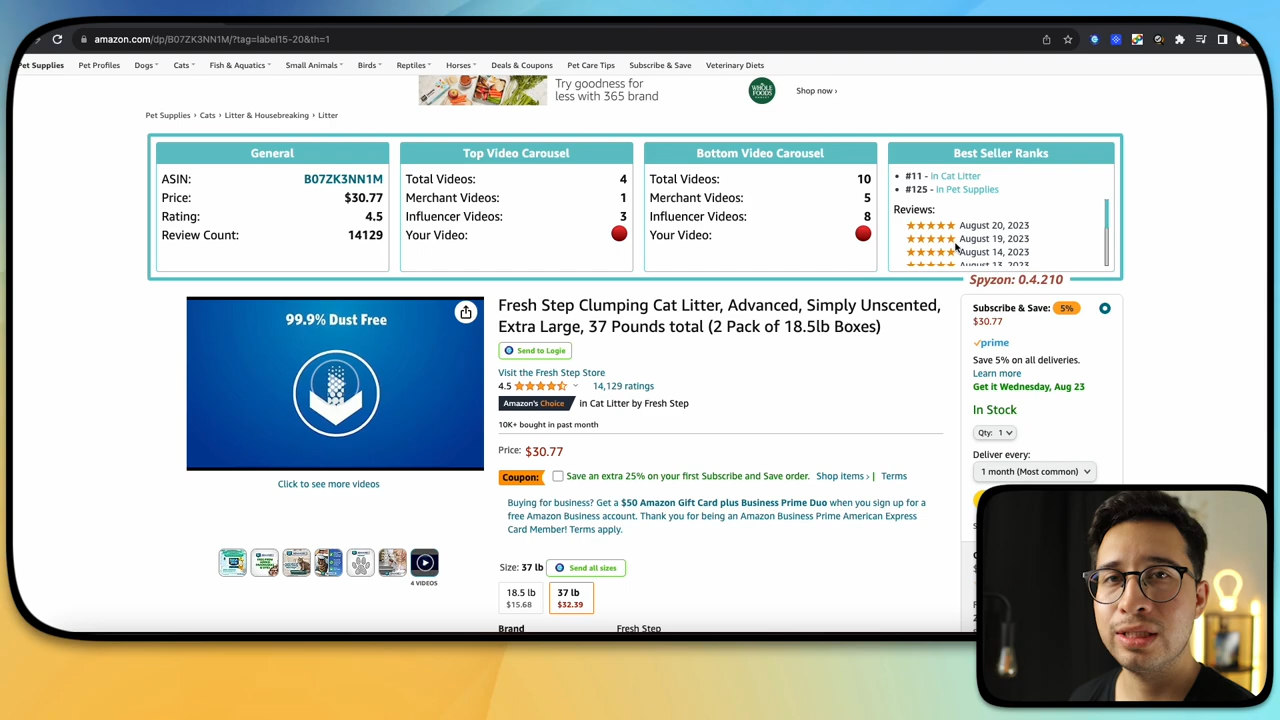 amazon.com/dp/B07ZK3NN1M/?tag=label15-20&th=1
Pet Supplies Pet Profiles Dogs Cats Fish & Aquatics Small Animals Birds Reptiles Horses Deals & Coupons Pet Care Tips Subscribe & Save Veterinary Diets
Try goodness for
less with 365 brand
WHOLE FOODS
Shop now ›
Pet Supplies › Cats › Litter & Housebreaking › Litter
General
ASIN: B07ZK3NN1M
Price: $30.77
Rating: 4.5
Review Count: 14129
Top Video Carousel
Total Videos: 4
Merchant Videos: 1
Influencer Videos: 3
Your Video:
Bottom Video Carousel
Total Videos: 10
Merchant Videos: 5
Influencer Videos: 8
Your Video:
Best Seller Ranks
#11 - in Cat Litter
#125 - in Pet Supplies
Reviews:
August 20, 2023
August 19, 2023
August 14, 2023
August 13, 2023
Spyzon: 0.4.210
99.9% Dust Free
Click to see more videos
4 VIDEOS
Fresh Step Clumping Cat Litter, Advanced, Simply Unscented,
Extra Large, 37 Pounds total (2 Pack of 18.5lb Boxes)
Send to Logie
Visit the Fresh Step Store
4.5 14,129 ratings
Amazon's Choice in Cat Litter by Fresh Step
10K+ bought in past month
Price: $30.77
Coupon: Save an extra 25% on your first Subscribe and Save order. Shop items › | Terms
Buying for business? Get a $50 Amazon Gift Card plus Business Prime Duo when you sign up for a
free Amazon Business account. Thank you for being an Amazon Business Prime American Express
Card Member! Terms apply.
Size: 37 lb Send all sizes
18.5 lb
$15.68
37 lb
$32.39
Brand Fresh Step
Subscribe & Save: 5%
$30.77
prime
Save 5% on all deliveries.
Learn more
Get it Wednesday, Aug 23
In Stock
Qty: 1
Deliver every:
1 month (Most common)